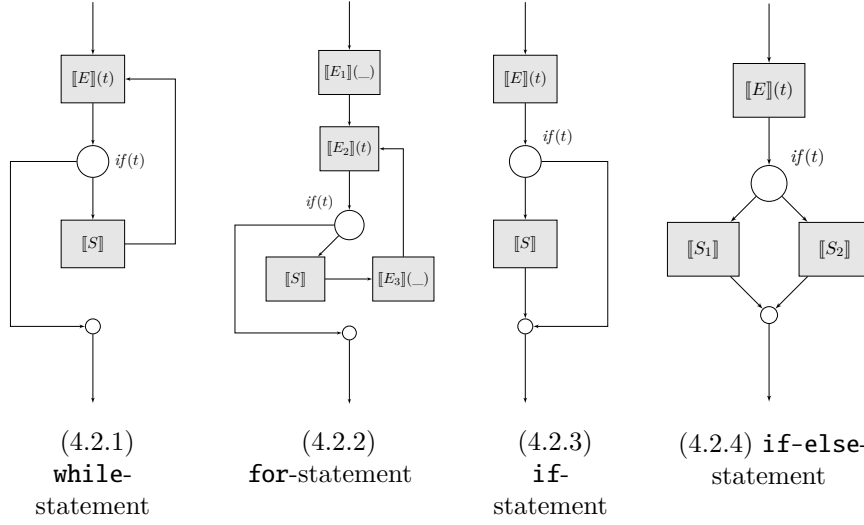 ⟦E⟧(t)
if(t)
⟦S⟧
(4.2.1)
while-
statement
⟦E₁⟧(_)
⟦E₂⟧(t)
if(t)
⟦S⟧
⟦E₃⟧(_)
(4.2.2)
for-statement
⟦E⟧(t)
if(t)
⟦S⟧
(4.2.3)
if-
statement
⟦E⟧(t)
if(t)
⟦S₁⟧
⟦S₂⟧
(4.2.4) if-else-
statement